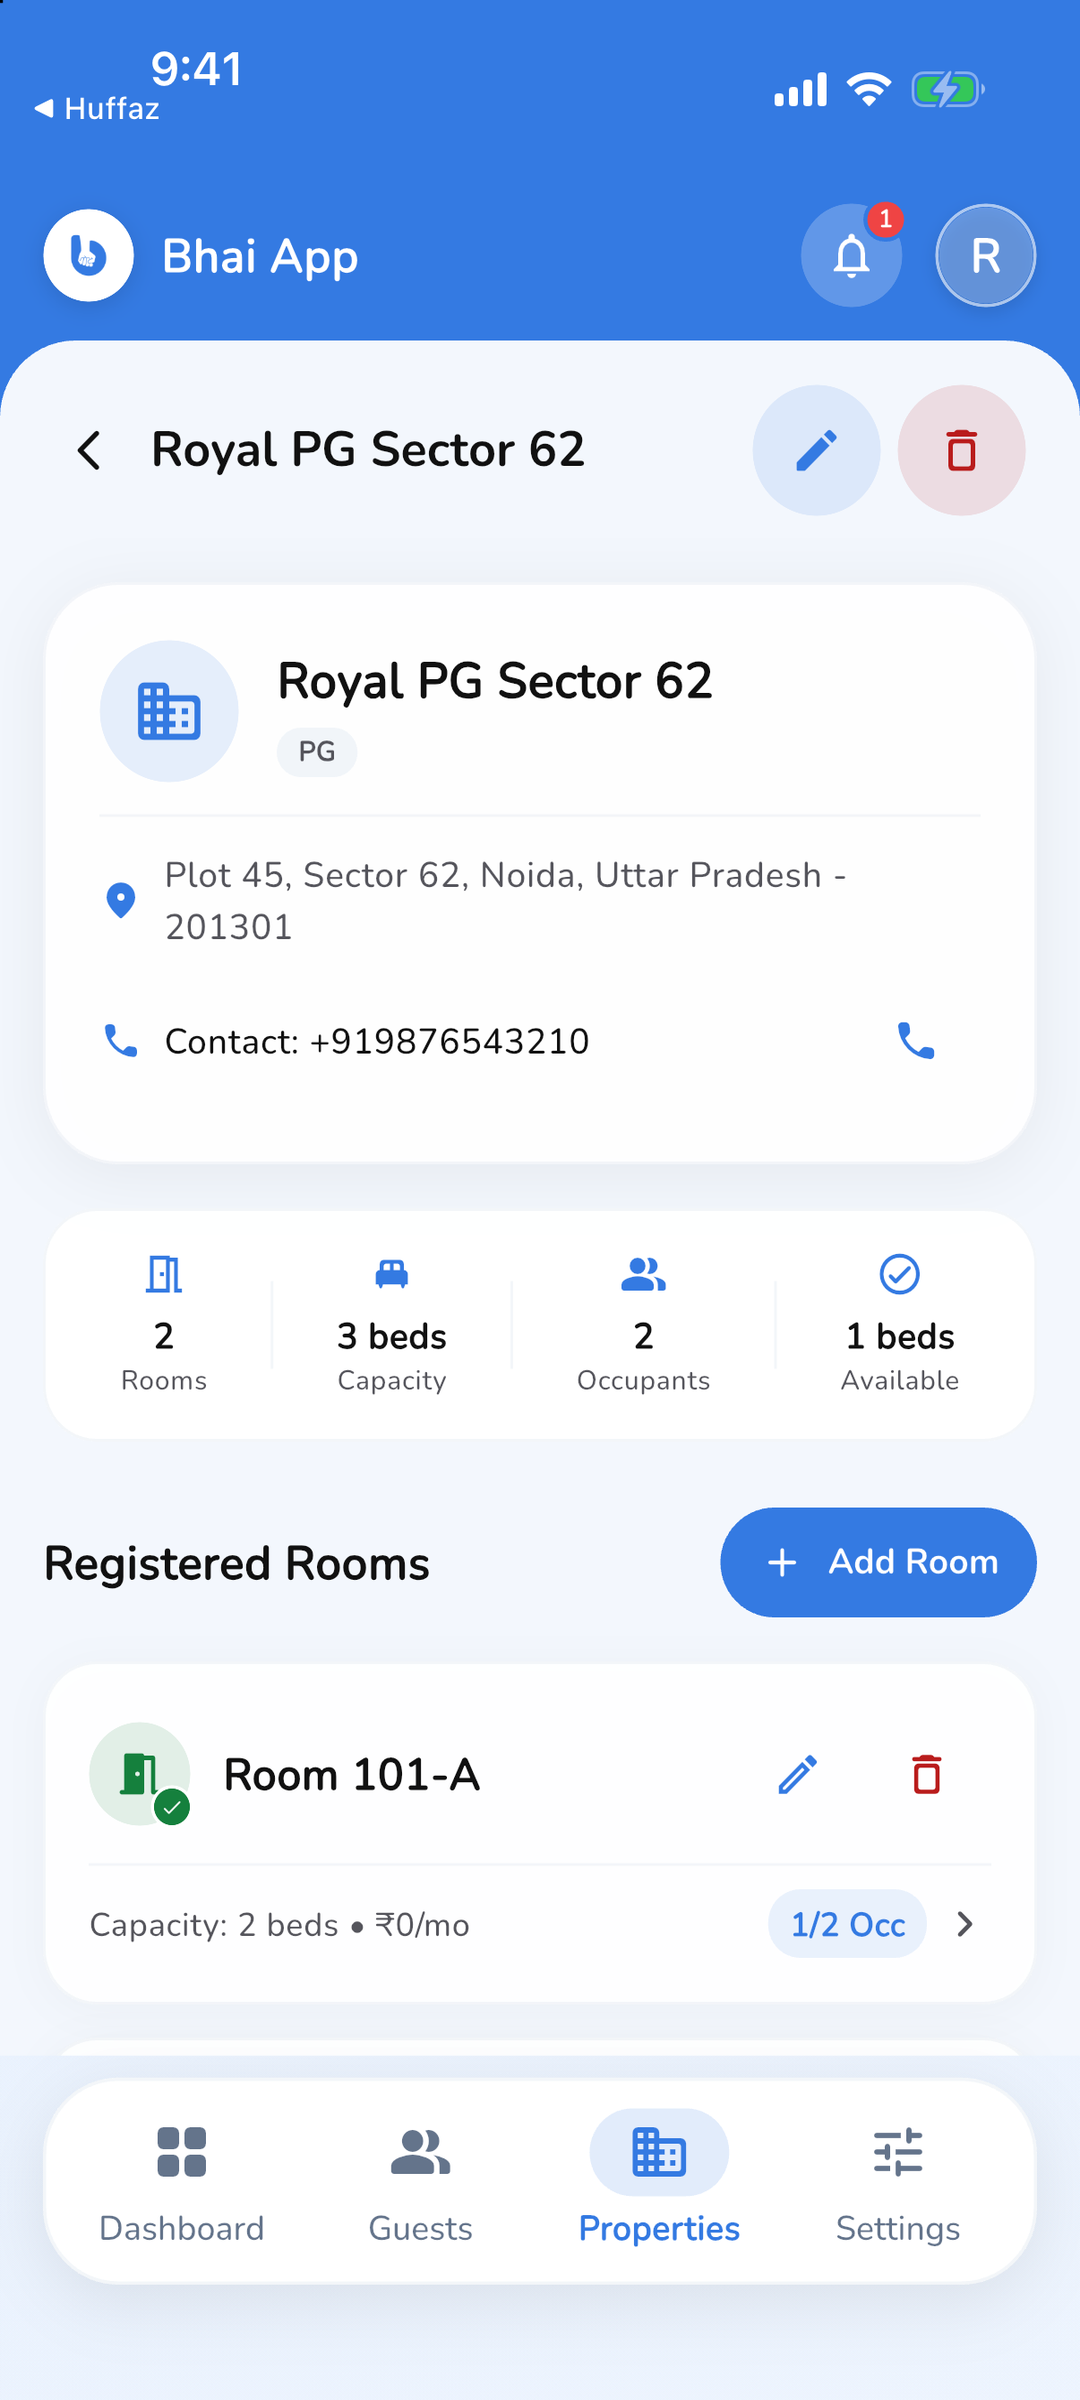 9:41
Huffaz
Bhai App
1
R
Royal PG Sector 62
Royal PG Sector 62
PG
Plot 45, Sector 62, Noida, Uttar Pradesh -
201301
Contact: +919876543210
2
Rooms
3 beds
Capacity
2
Occupants
1 beds
Available
Registered Rooms
Add Room
Room 101-A
Capacity: 2 beds • ₹0/mo
1/2 Occ
Dashboard
Guests
Properties
Settings